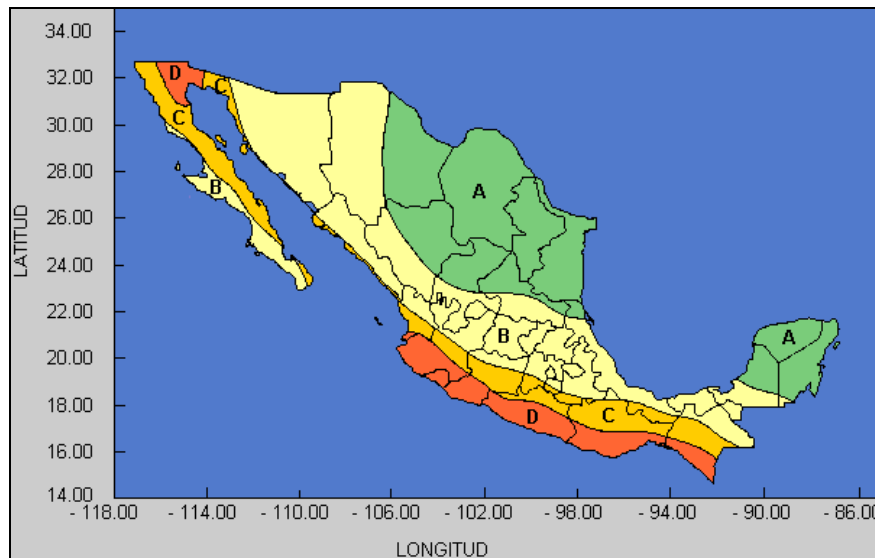 34.00
32.00
30.00
28.00
26.00
24.00
22.00
20.00
18.00
16.00
14.00
LATITUD
D
C
C
B
A
A
B
C
D
- 118.00 - 114.00 - 110.00 - 106.00 - 102.00 - 98.00 - 94.00 - 90.00 - 86.00
LONGITUD